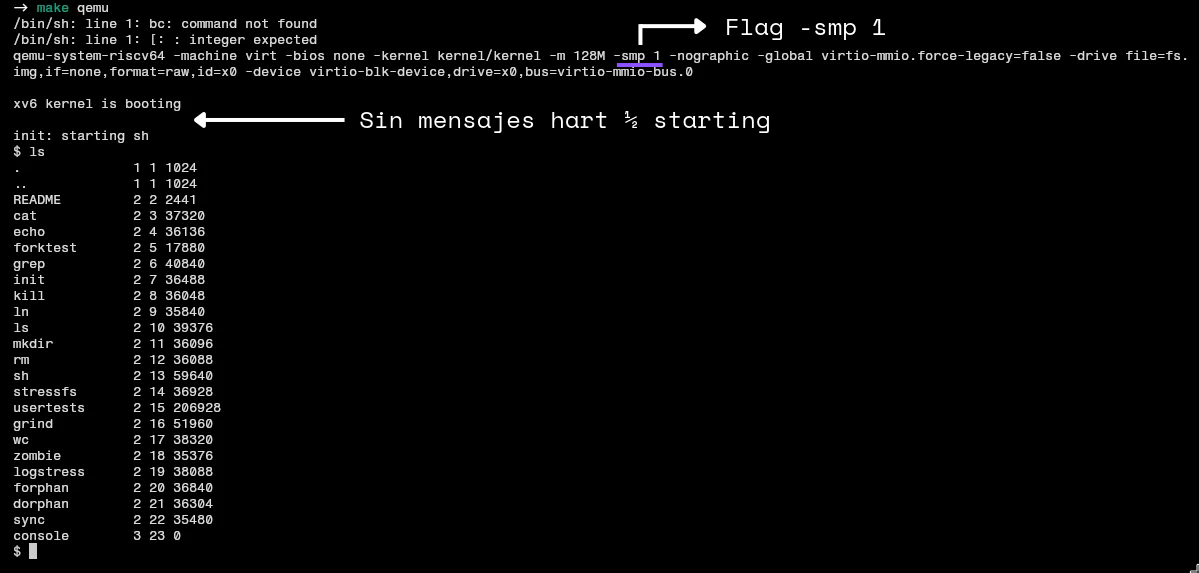 → make qemu
/bin/sh: line 1: bc: command not found
/bin/sh: line 1: [: : integer expected
Flag -smp 1
qemu-system-riscv64 -machine virt -bios none -kernel kernel/kernel -m 128M -smp 1 -nographic -global virtio-mmio.force-legacy=false -drive file=fs.
img,if=none,format=raw,id=x0 -device virtio-blk-device,drive=x0,bus=virtio-mmio-bus.0
xv6 kernel is booting
Sin mensajes hart ½ starting
init: starting sh
$ ls
. 1 1 1024
.. 1 1 1024
README 2 2 2441
cat 2 3 37320
echo 2 4 36136
forktest 2 5 17880
grep 2 6 40840
init 2 7 36488
kill 2 8 36048
ln 2 9 35840
ls 2 10 39376
mkdir 2 11 36096
rm 2 12 36088
sh 2 13 59640
stressfs 2 14 36928
usertests 2 15 206928
grind 2 16 51960
wc 2 17 38320
zombie 2 18 35376
logstress 2 19 38088
forphan 2 20 36840
dorphan 2 21 36304
sync 2 22 35480
console 3 23 0
$